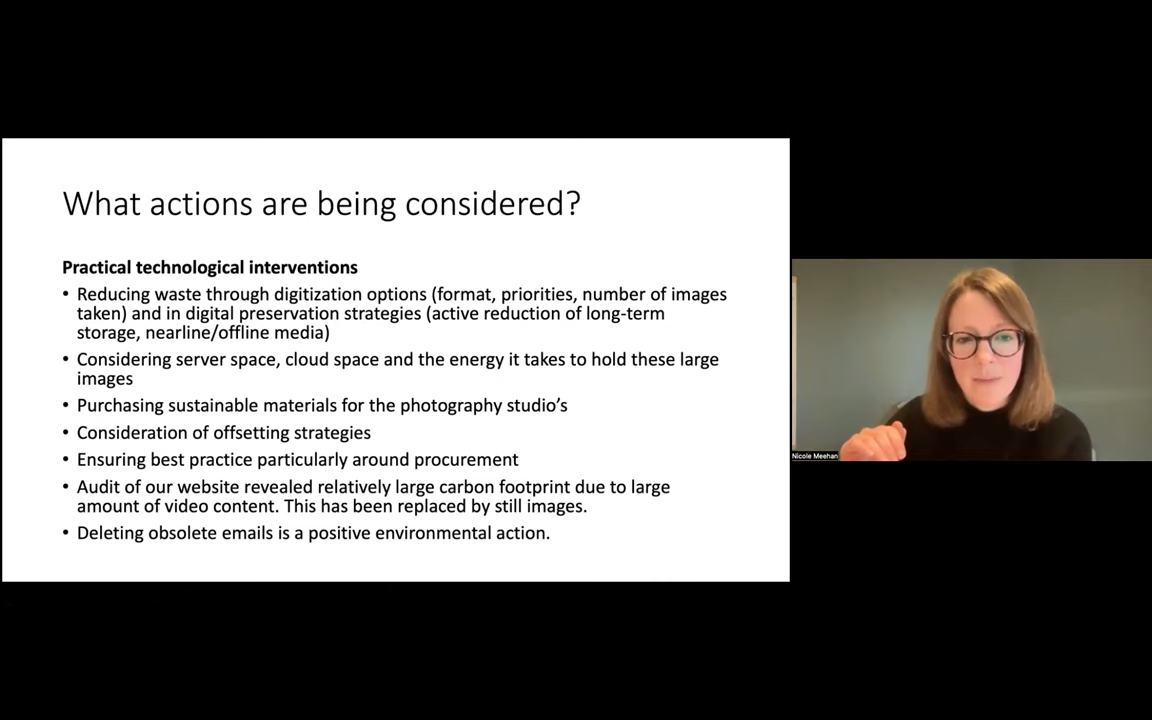 What actions are being considered?
Practical technological interventions
• Reducing waste through digitization options (format, priorities, number of images
taken) and in digital preservation strategies (active reduction of long-term
storage, nearline/offline media)
• Considering server space, cloud space and the energy it takes to hold these large
images
• Purchasing sustainable materials for the photography studio's
• Consideration of offsetting strategies
• Ensuring best practice particularly around procurement
• Audit of our website revealed relatively large carbon footprint due to large
amount of video content. This has been replaced by still images.
• Deleting obsolete emails is a positive environmental action.
Nicole Meehan